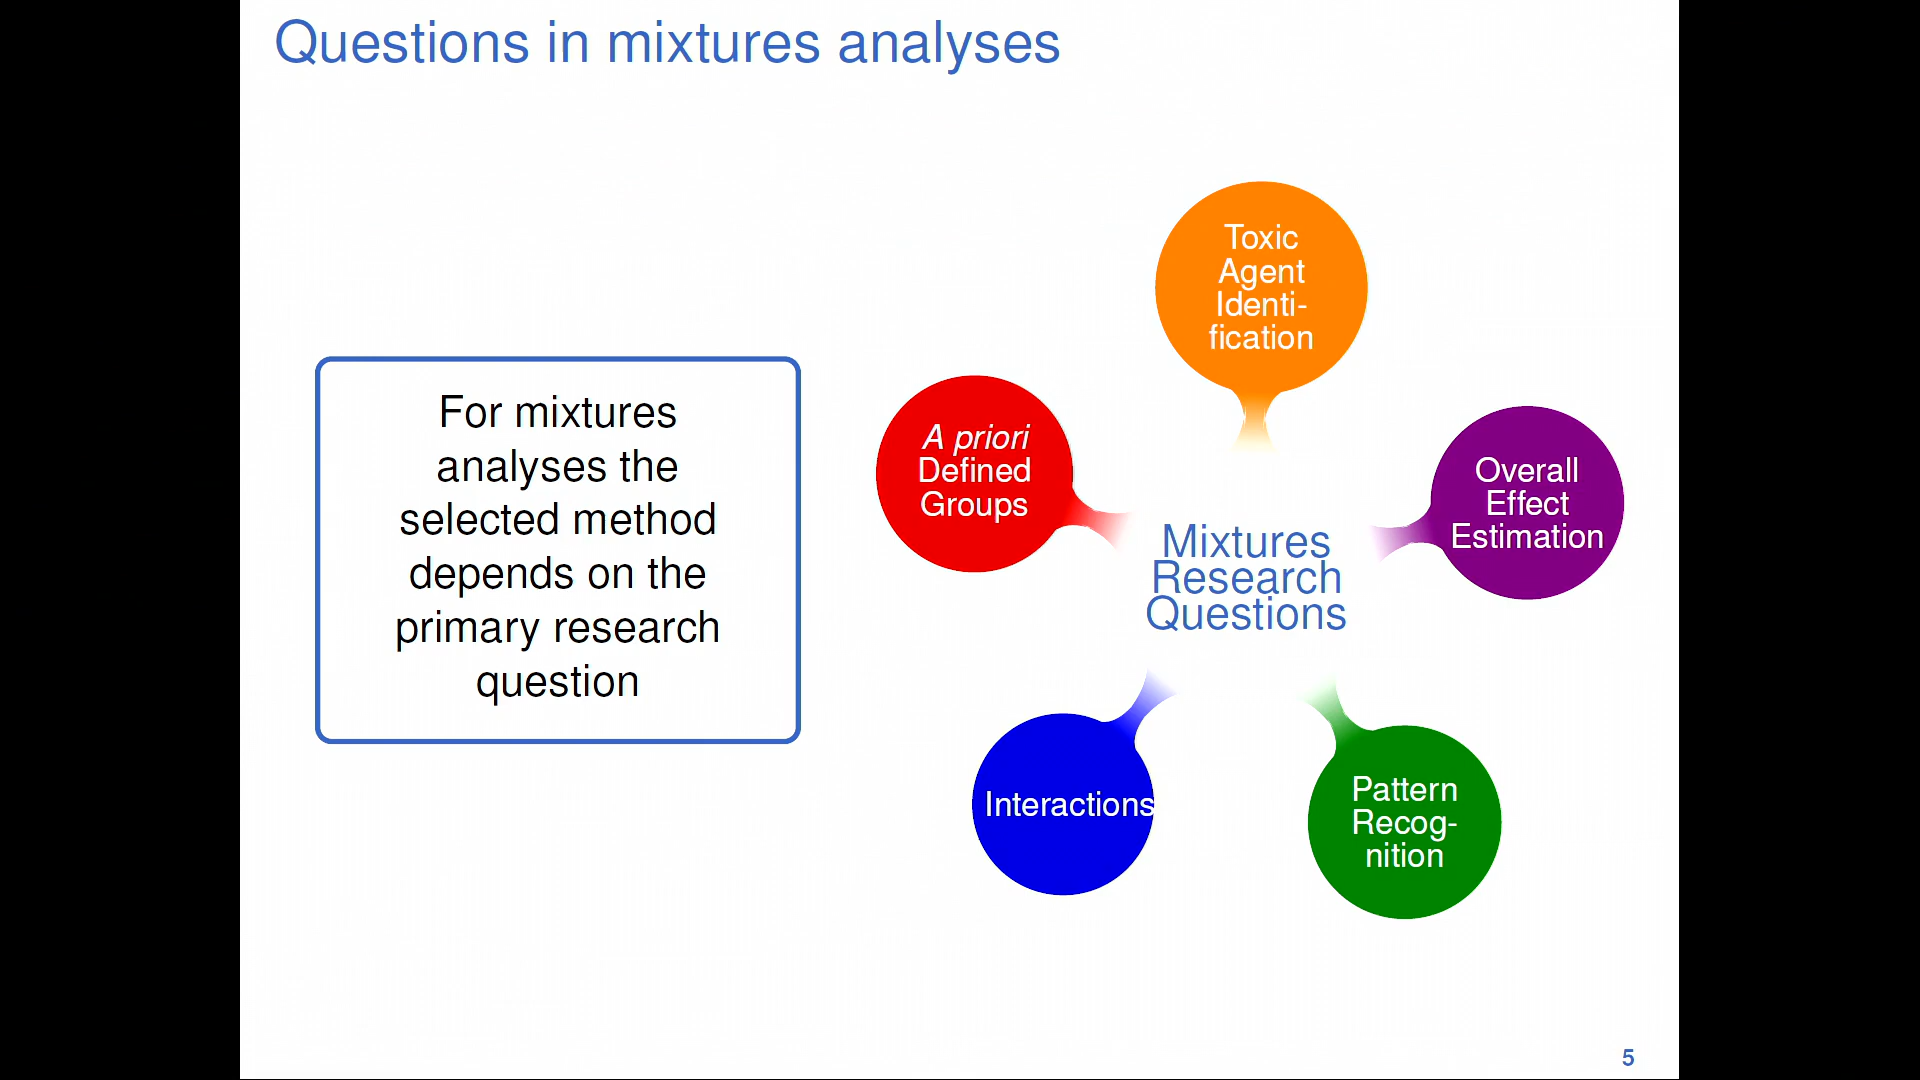 Questions in mixtures analyses
For mixtures
analyses the
selected method
depends on the
primary research
question
Toxic
Agent
Identi-
fication
A priori
Defined
Groups
Overall
Effect
Estimation
Mixtures
Research
Questions
Interactions
Pattern
Recog-
nition
5